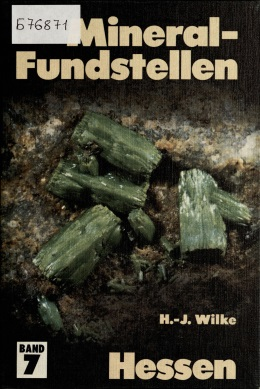 Б76871
Mineral-
Fundstellen
H.-J. Wilke
BAND
7
Hessen